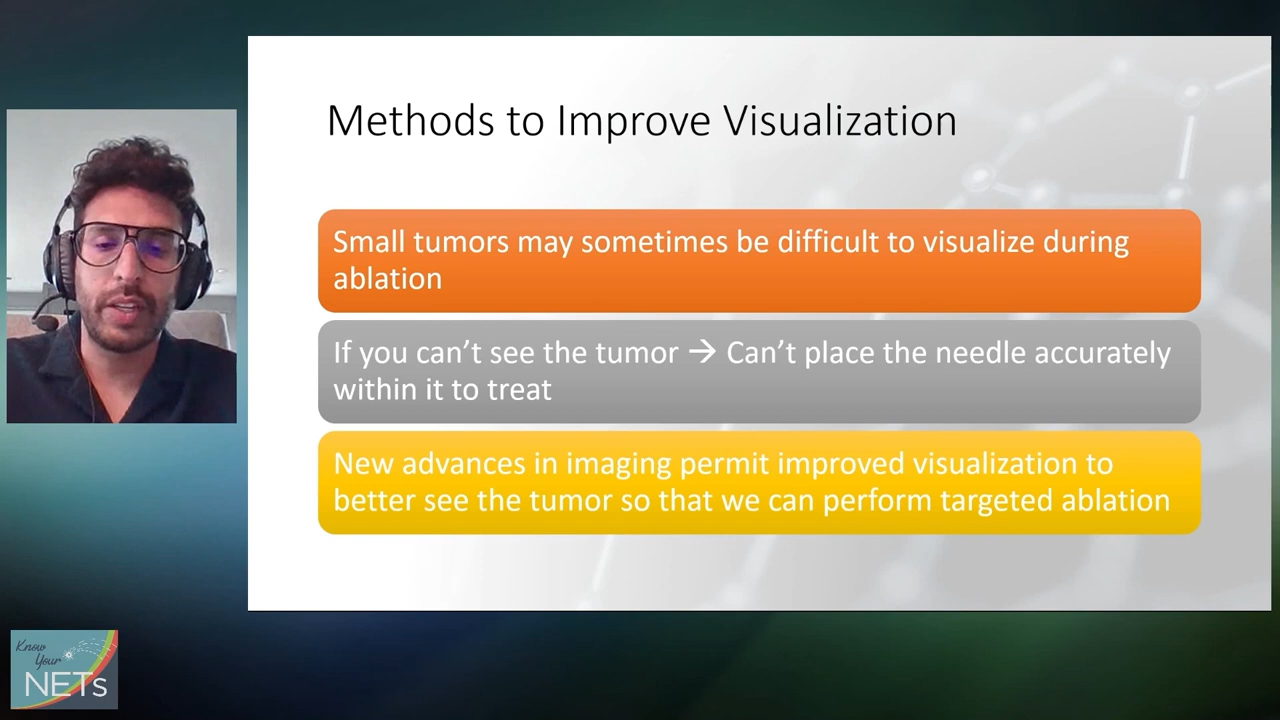 Methods to Improve Visualization
Small tumors may sometimes be difficult to visualize during
ablation
If you can't see the tumor → Can't place the needle accurately
within it to treat
New advances in imaging permit improved visualization to
better see the tumor so that we can perform targeted ablation
Know
Your
NETs